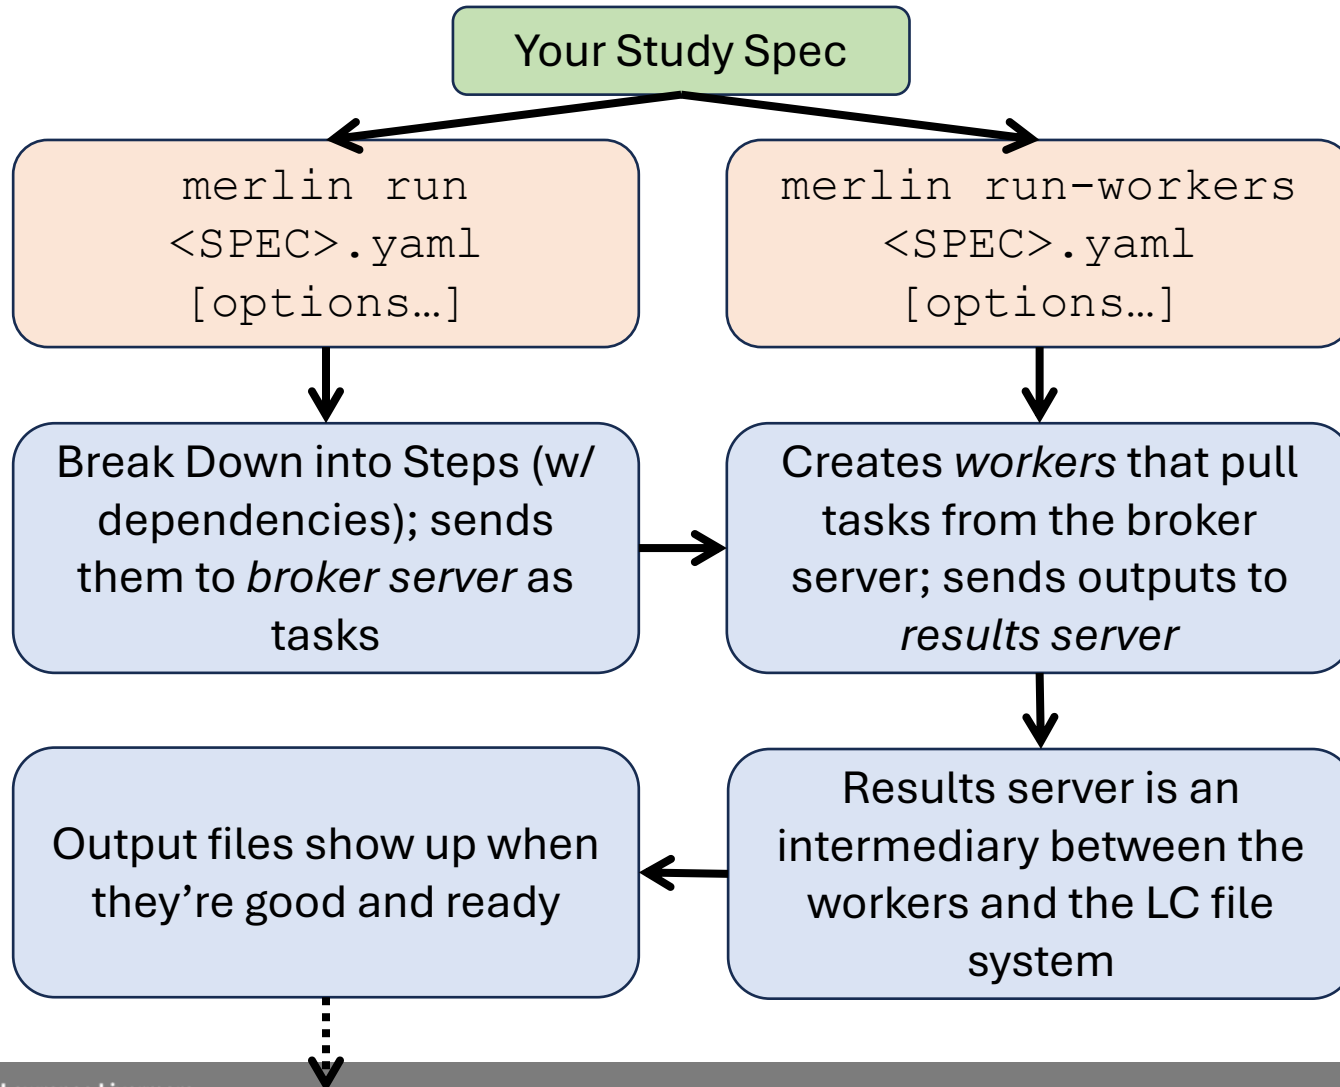 Your Study Spec
merlin run
<SPEC>.yaml
[options…]
merlin run-workers
<SPEC>.yaml
[options…]
Break Down into Steps (w/
dependencies); sends
them to broker server as
tasks
Creates workers that pull
tasks from the broker
server; sends outputs to
results server
Output files show up when
they’re good and ready
Results server is an
intermediary between the
workers and the LC file
system